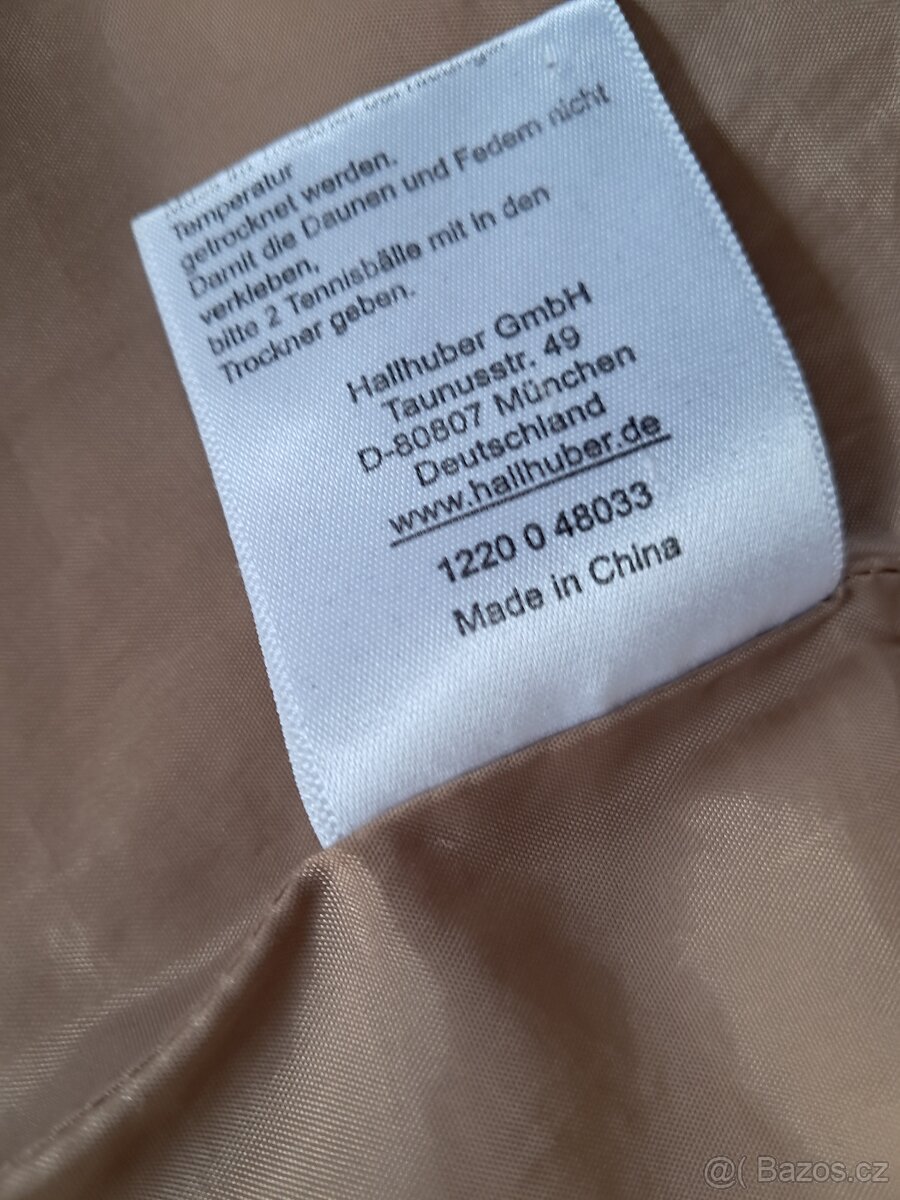 Temperatur
getrocknet werden.
Damit die Daunen und Federn nicht
verkleben,
bitte 2 Tennisbälle mit in den
Trockner geben.
Hallhuber GmbH
Taunusstr. 49
D-80807 München
Deutschland
www.hallhuber.de
1220 0 48033
Made in China
@( Bazos.cz